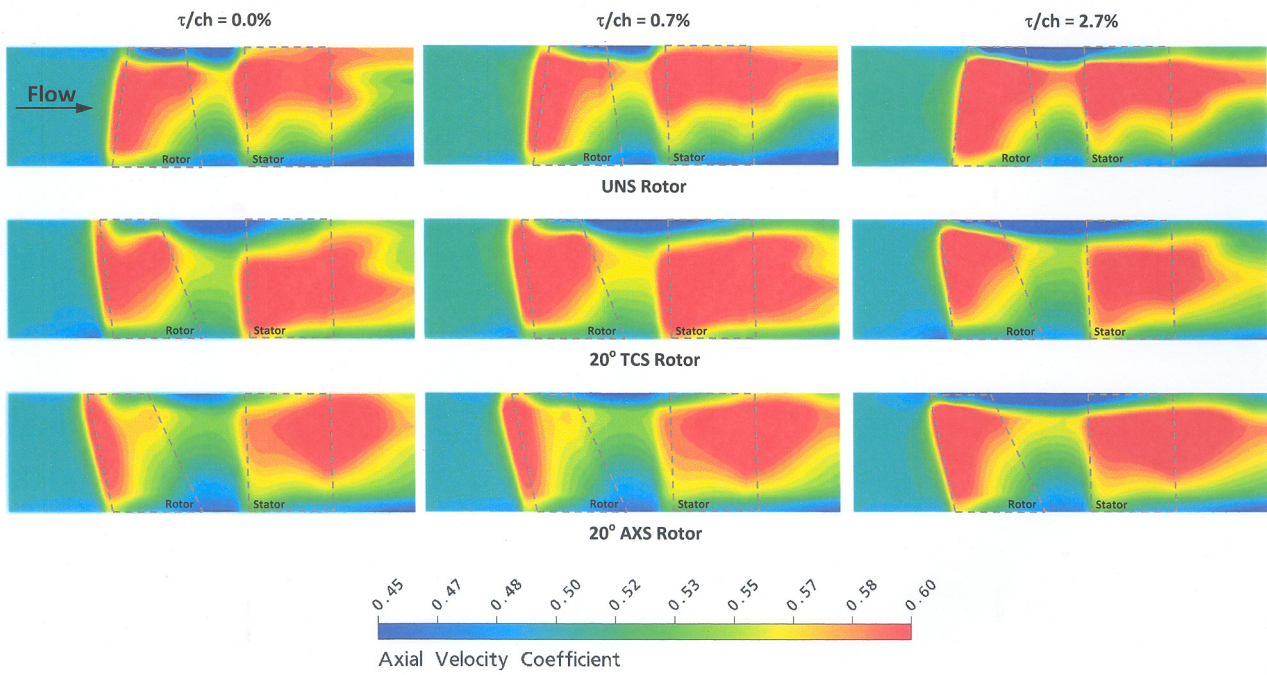 τ/ch = 0.0% τ/ch = 0.7% τ/ch = 2.7%
Flow
Rotor Stator Rotor Stator Rotor Stator
UNS Rotor
Rotor Stator Rotor Stator Rotor Stator
20° TCS Rotor
Rotor Stator Rotor Stator Rotor Stator
20° AXS Rotor
0.45 0.47 0.48 0.50 0.52 0.53 0.55 0.57 0.58 0.60
Axial Velocity Coefficient